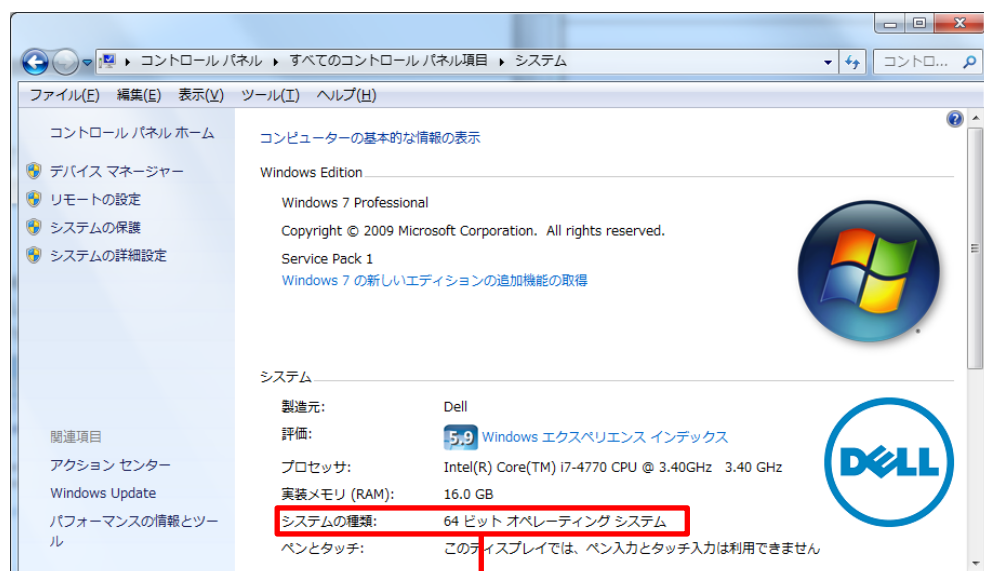 コントロール パネル ▸ すべてのコントロール パネル項目 ▸ システム
コントロ...
ファイル(F) 編集(E) 表示(V) ツール(T) ヘルプ(H)
コントロール パネル ホーム
デバイス マネージャー
リモートの設定
システムの保護
システムの詳細設定
関連項目
アクション センター
Windows Update
パフォーマンスの情報とツー
ル
コンピューターの基本的な情報の表示
Windows Edition
Windows 7 Professional
Copyright © 2009 Microsoft Corporation. All rights reserved.
Service Pack 1
Windows 7 の新しいエディションの追加機能の取得
システム
製造元: Dell
評価: 5.9 Windows エクスペリエンス インデックス
プロセッサ: Intel(R) Core(TM) i7-4770 CPU @ 3.40GHz 3.40 GHz
実装メモリ (RAM): 16.0 GB
システムの種類: 64 ビット オペレーティング システム
ペンとタッチ: このディスプレイでは、ペン入力とタッチ入力は利用できません
DELL